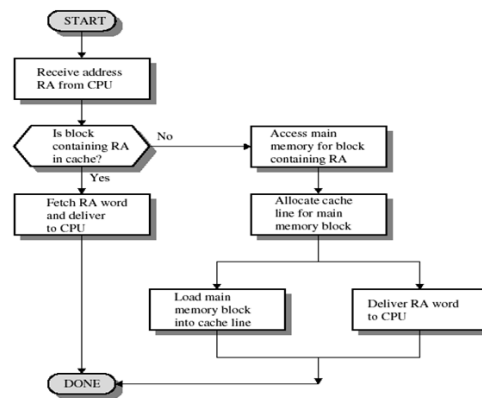 START
Receive address
RA from CPU
Is block
containing RA
in cache?
No
Yes
Access main
memory for block
containing RA
Fetch RA word
and deliver
to CPU
Allocate cache
line for main
memory block
Load main
memory block
into cache line
Deliver RA word
to CPU
DONE